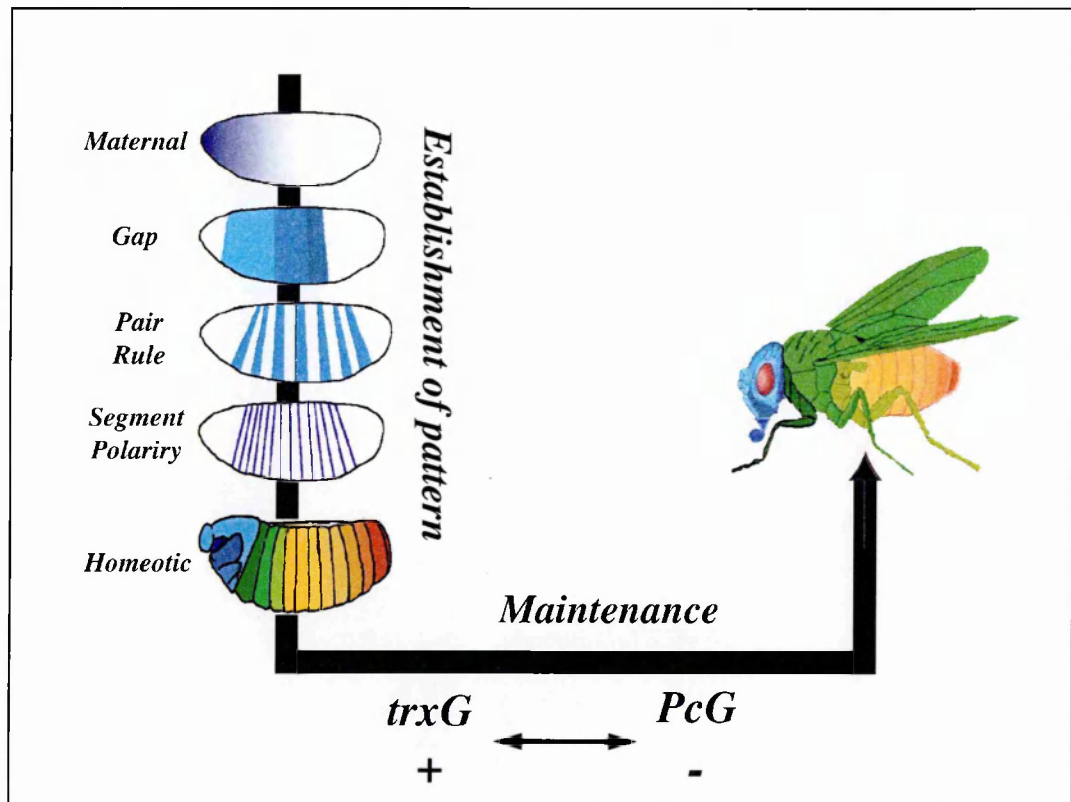 Maternal
Gap
Pair
Rule
Segment
Polariry
Homeotic
Establishment of pattern
Maintenance
trxG
PcG
+
-